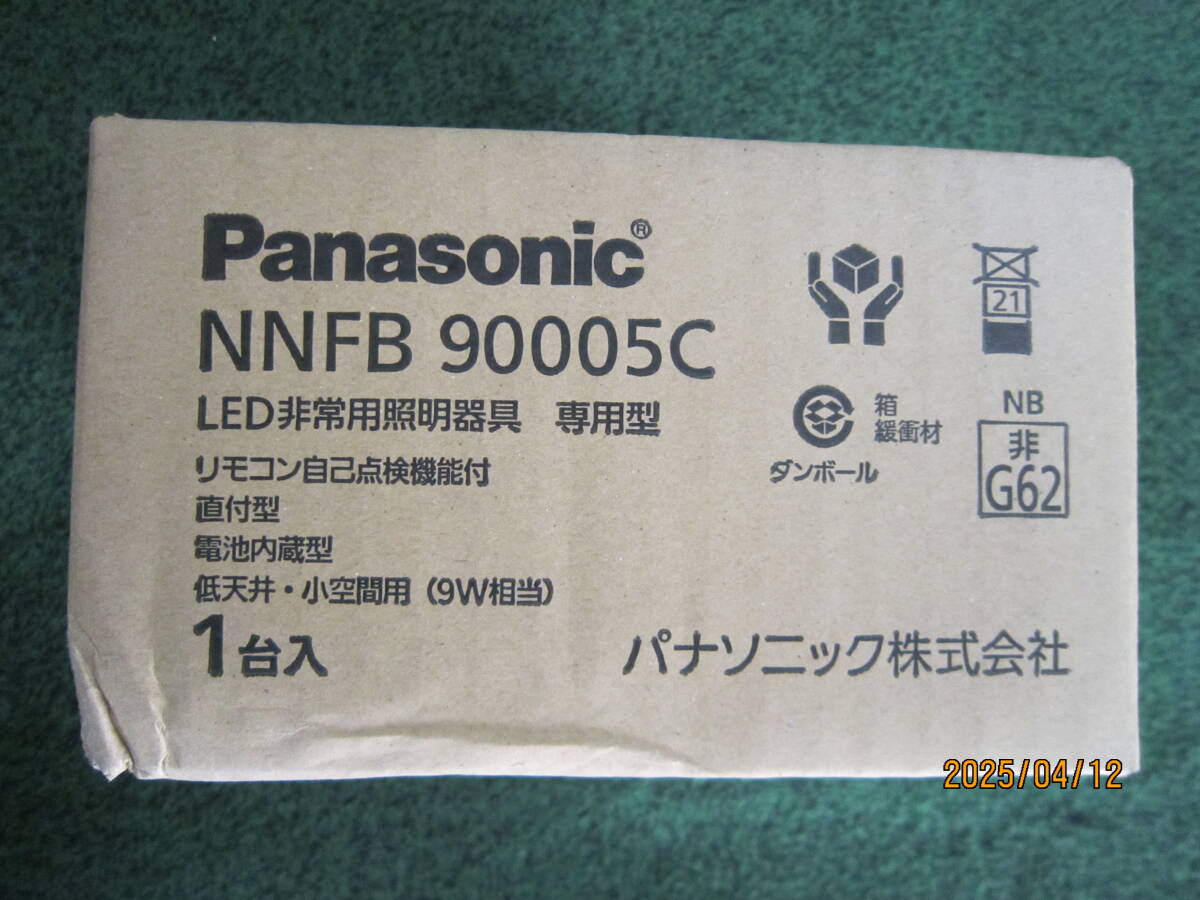 Panasonic®
NNFB 90005C
LED非常用照明器具 専用型
リモコン自己点検機能付
直付型
電池内蔵型
低天井・小空間用（9W相当）
1台入
21
箱
緩衝材
ダンボール
NB
非
G62
パナソニック株式会社
2025/04/12